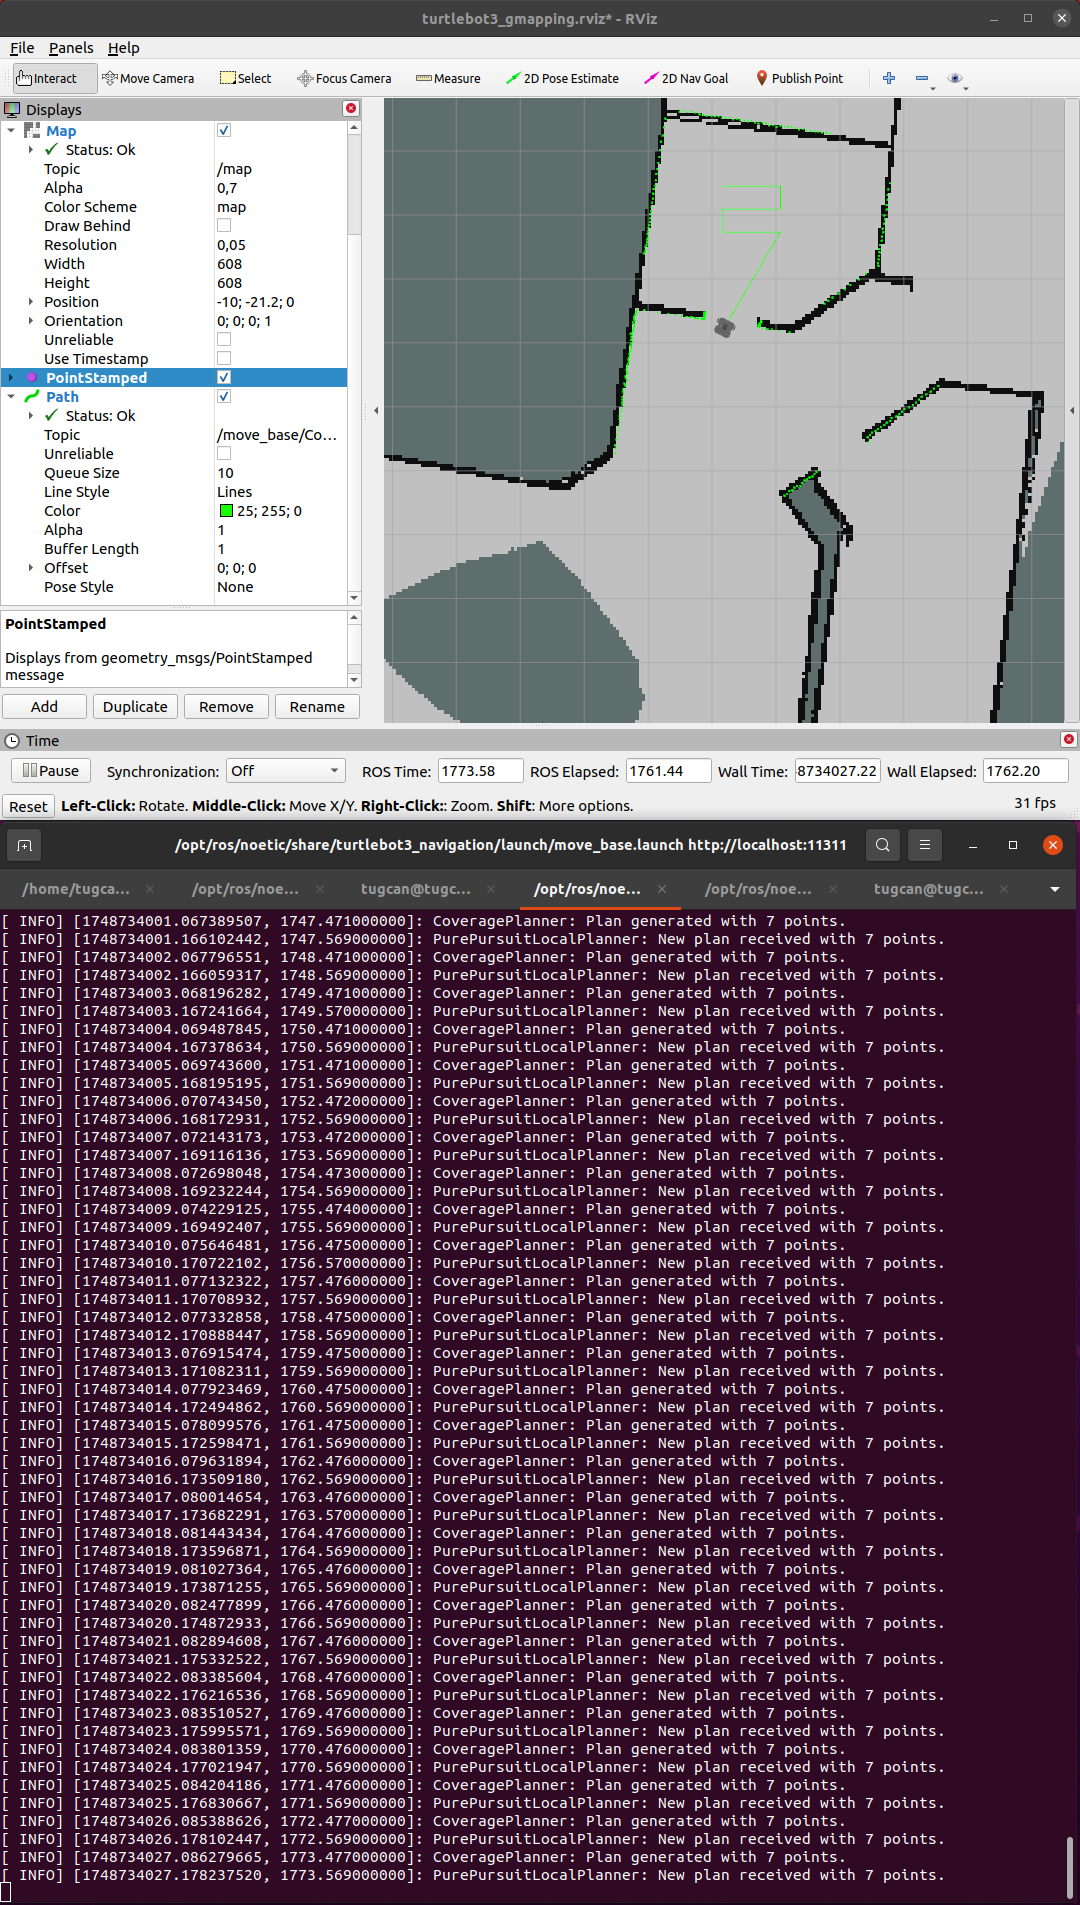 turtlebot3_gmapping.rviz* - RViz
File Panels Help
Interact Move Camera Select Focus Camera Measure 2D Pose Estimate 2D Nav Goal Publish Point
Displays
Map
Status: Ok
Topic /map
Alpha 0,7
Color Scheme map
Draw Behind
Resolution 0,05
Width 608
Height 608
Position -10; -21.2; 0
Orientation 0; 0; 0; 1
Unreliable
Use Timestamp
PointStamped
Path
Status: Ok
Topic /move_base/Co...
Unreliable
Queue Size 10
Line Style Lines
Color 25; 255; 0
Alpha 1
Buffer Length 1
Offset 0; 0; 0
Pose Style None
PointStamped
Displays from geometry_msgs/PointStamped
message
Add Duplicate Remove Rename
Time
Pause Synchronization: Off ROS Time: 1773.58 ROS Elapsed: 1761.44 Wall Time: 8734027.22 Wall Elapsed: 1762.20
Reset Left-Click: Rotate. Middle-Click: Move X/Y. Right-Click:: Zoom. Shift: More options. 31 fps
/opt/ros/noetic/share/turtlebot3_navigation/launch/move_base.launch http://localhost:11311
/home/tugca... × /opt/ros/noe... × tugcan@tugc... × /opt/ros/noe... × /opt/ros/noe... × tugcan@tugc... ×
[ INFO] [1748734001.067389507, 1747.471000000]: CoveragePlanner: Plan generated with 7 points.
[ INFO] [1748734001.166102442, 1747.569000000]: PurePursuitLocalPlanner: New plan received with 7 points.
[ INFO] [1748734002.067796551, 1748.471000000]: CoveragePlanner: Plan generated with 7 points.
[ INFO] [1748734002.166059317, 1748.569000000]: PurePursuitLocalPlanner: New plan received with 7 points.
[ INFO] [1748734003.068196282, 1749.471000000]: CoveragePlanner: Plan generated with 7 points.
[ INFO] [1748734003.167241664, 1749.570000000]: PurePursuitLocalPlanner: New plan received with 7 points.
[ INFO] [1748734004.069487845, 1750.471000000]: CoveragePlanner: Plan generated with 7 points.
[ INFO] [1748734004.167378634, 1750.569000000]: PurePursuitLocalPlanner: New plan received with 7 points.
[ INFO] [1748734005.069743600, 1751.471000000]: CoveragePlanner: Plan generated with 7 points.
[ INFO] [1748734005.168195195, 1751.569000000]: PurePursuitLocalPlanner: New plan received with 7 points.
[ INFO] [1748734006.070743450, 1752.472000000]: CoveragePlanner: Plan generated with 7 points.
[ INFO] [1748734006.168172931, 1752.569000000]: PurePursuitLocalPlanner: New plan received with 7 points.
[ INFO] [1748734007.072143173, 1753.472000000]: CoveragePlanner: Plan generated with 7 points.
[ INFO] [1748734007.169116136, 1753.569000000]: PurePursuitLocalPlanner: New plan received with 7 points.
[ INFO] [1748734008.072698048, 1754.473000000]: CoveragePlanner: Plan generated with 7 points.
[ INFO] [1748734008.169232244, 1754.569000000]: PurePursuitLocalPlanner: New plan received with 7 points.
[ INFO] [1748734009.074229125, 1755.474000000]: CoveragePlanner: Plan generated with 7 points.
[ INFO] [1748734009.169492407, 1755.569000000]: PurePursuitLocalPlanner: New plan received with 7 points.
[ INFO] [1748734010.075646481, 1756.475000000]: CoveragePlanner: Plan generated with 7 points.
[ INFO] [1748734010.170722102, 1756.570000000]: PurePursuitLocalPlanner: New plan received with 7 points.
[ INFO] [1748734011.077132322, 1757.476000000]: CoveragePlanner: Plan generated with 7 points.
[ INFO] [1748734011.170708932, 1757.569000000]: PurePursuitLocalPlanner: New plan received with 7 points.
[ INFO] [1748734012.077332858, 1758.475000000]: CoveragePlanner: Plan generated with 7 points.
[ INFO] [1748734012.170888447, 1758.569000000]: PurePursuitLocalPlanner: New plan received with 7 points.
[ INFO] [1748734013.076915474, 1759.475000000]: CoveragePlanner: Plan generated with 7 points.
[ INFO] [1748734013.171082311, 1759.569000000]: PurePursuitLocalPlanner: New plan received with 7 points.
[ INFO] [1748734014.077923469, 1760.475000000]: CoveragePlanner: Plan generated with 7 points.
[ INFO] [1748734014.172494862, 1760.569000000]: PurePursuitLocalPlanner: New plan received with 7 points.
[ INFO] [1748734015.078099576, 1761.475000000]: CoveragePlanner: Plan generated with 7 points.
[ INFO] [1748734015.172598471, 1761.569000000]: PurePursuitLocalPlanner: New plan received with 7 points.
[ INFO] [1748734016.079631894, 1762.476000000]: CoveragePlanner: Plan generated with 7 points.
[ INFO] [1748734016.173509180, 1762.569000000]: PurePursuitLocalPlanner: New plan received with 7 points.
[ INFO] [1748734017.080014654, 1763.476000000]: CoveragePlanner: Plan generated with 7 points.
[ INFO] [1748734017.173682291, 1763.570000000]: PurePursuitLocalPlanner: New plan received with 7 points.
[ INFO] [1748734018.081443434, 1764.476000000]: CoveragePlanner: Plan generated with 7 points.
[ INFO] [1748734018.173596871, 1764.569000000]: PurePursuitLocalPlanner: New plan received with 7 points.
[ INFO] [1748734019.081027364, 1765.476000000]: CoveragePlanner: Plan generated with 7 points.
[ INFO] [1748734019.173871255, 1765.569000000]: PurePursuitLocalPlanner: New plan received with 7 points.
[ INFO] [1748734020.082477899, 1766.476000000]: CoveragePlanner: Plan generated with 7 points.
[ INFO] [1748734020.174872933, 1766.569000000]: PurePursuitLocalPlanner: New plan received with 7 points.
[ INFO] [1748734021.082894608, 1767.476000000]: CoveragePlanner: Plan generated with 7 points.
[ INFO] [1748734021.175332522, 1767.569000000]: PurePursuitLocalPlanner: New plan received with 7 points.
[ INFO] [1748734022.083385604, 1768.476000000]: CoveragePlanner: Plan generated with 7 points.
[ INFO] [1748734022.176216536, 1768.569000000]: PurePursuitLocalPlanner: New plan received with 7 points.
[ INFO] [1748734023.083510527, 1769.476000000]: CoveragePlanner: Plan generated with 7 points.
[ INFO] [1748734023.175995571, 1769.569000000]: PurePursuitLocalPlanner: New plan received with 7 points.
[ INFO] [1748734024.083801359, 1770.476000000]: CoveragePlanner: Plan generated with 7 points.
[ INFO] [1748734024.177021947, 1770.569000000]: PurePursuitLocalPlanner: New plan received with 7 points.
[ INFO] [1748734025.084204186, 1771.476000000]: CoveragePlanner: Plan generated with 7 points.
[ INFO] [1748734025.176830667, 1771.569000000]: PurePursuitLocalPlanner: New plan received with 7 points.
[ INFO] [1748734026.085388626, 1772.477000000]: CoveragePlanner: Plan generated with 7 points.
[ INFO] [1748734026.178102447, 1772.569000000]: PurePursuitLocalPlanner: New plan received with 7 points.
[ INFO] [1748734027.086279665, 1773.477000000]: CoveragePlanner: Plan generated with 7 points.
[ INFO] [1748734027.178237520, 1773.569000000]: PurePursuitLocalPlanner: New plan received with 7 points.